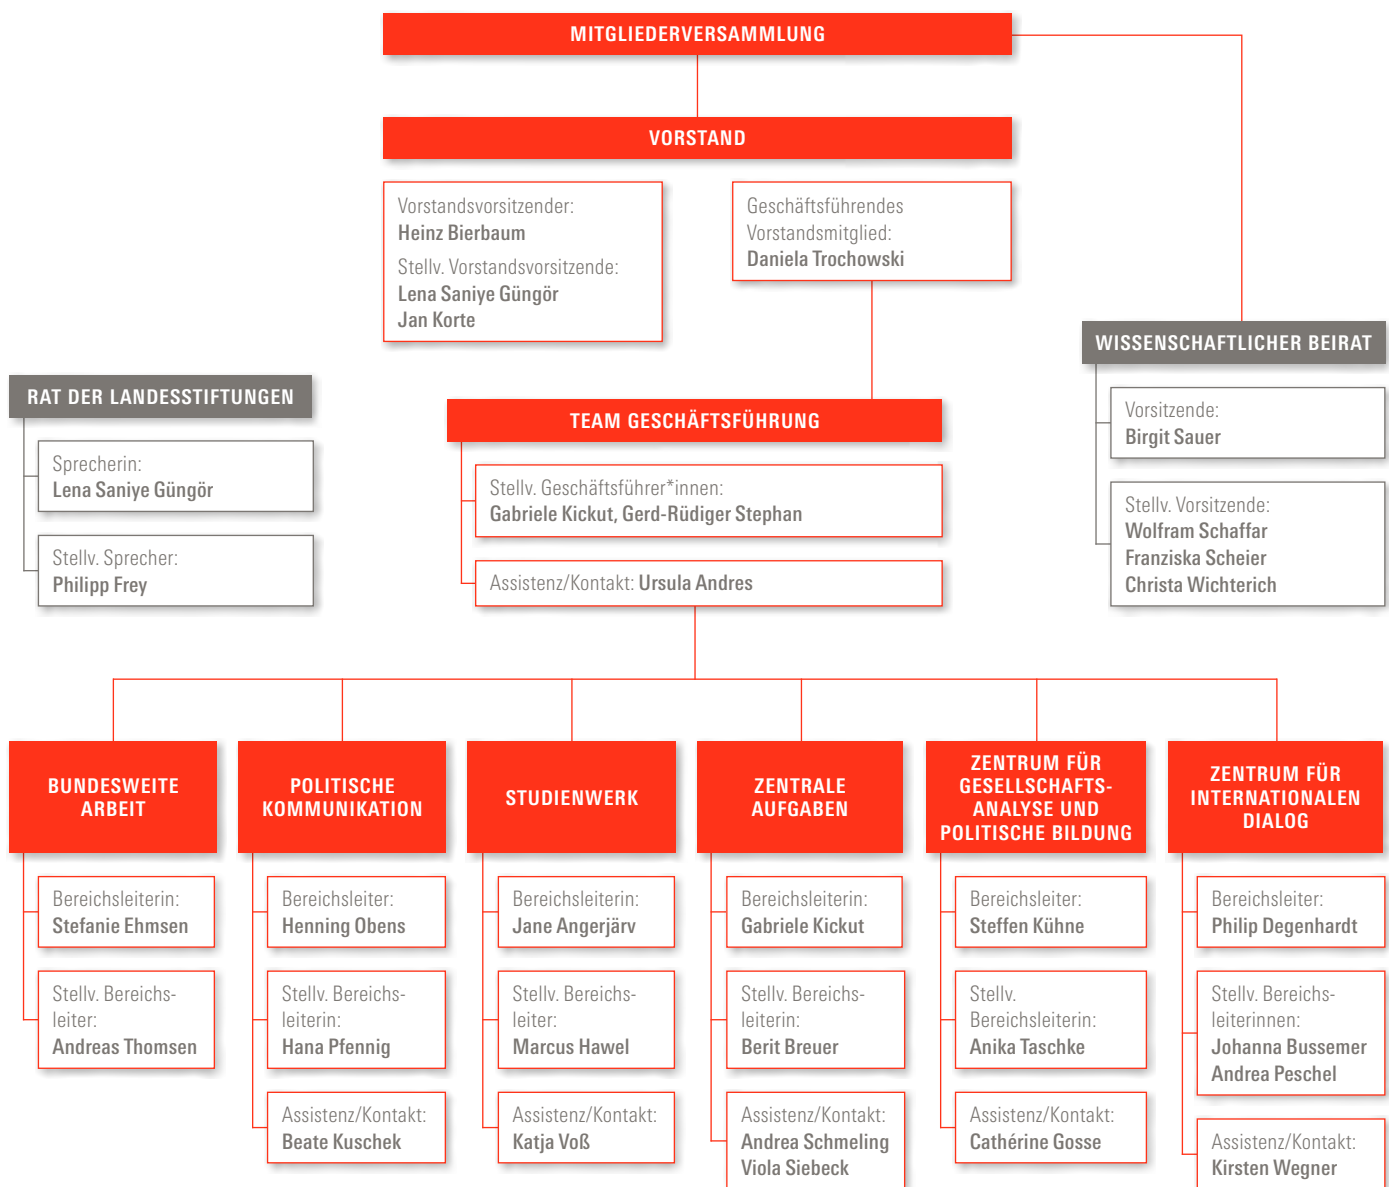 MITGLIEDERVERSAMMLUNG
VORSTAND
Vorstandsvorsitzender:
Heinz Bierbaum
Stellv. Vorstandsvorsitzende:
Lena Saniye Güngör
Jan Korte
Geschäftsführendes
Vorstandsmitglied:
Daniela Trochowski
WISSENSCHAFTLICHER BEIRAT
Vorsitzende:
Birgit Sauer
Stellv. Vorsitzende:
Wolfram Schaffar
Franziska Scheier
Christa Wichterich
RAT DER LANDESSTIFTUNGEN
Sprecherin:
Lena Saniye Güngör
Stellv. Sprecher:
Philipp Frey
TEAM GESCHÄFTSFÜHRUNG
Stellv. Geschäftsführer*innen:
Gabriele Kickut, Gerd-Rüdiger Stephan
Assistenz/Kontakt: Ursula Andres
BUNDESWEITE
ARBEIT
Bereichsleiterin:
Stefanie Ehmsen
Stellv. Bereichs-
leiter:
Andreas Thomsen
POLITISCHE
KOMMUNIKATION
Bereichsleiter:
Henning Obens
Stellv. Bereichs-
leiterin:
Hana Pfennig
Assistenz/Kontakt:
Beate Kuschek
STUDIENWERK
Bereichsleiterin:
Jane Angerjärv
Stellv. Bereichs-
leiter:
Marcus Hawel
Assistenz/Kontakt:
Katja Voß
ZENTRALE
AUFGABEN
Bereichsleiterin:
Gabriele Kickut
Stellv. Bereichs-
leiterin:
Berit Breuer
Assistenz/Kontakt:
Andrea Schmeling
Viola Siebeck
ZENTRUM FÜR
GESELLSCHAFTS-
ANALYSE UND
POLITISCHE BILDUNG
Bereichsleiter:
Steffen Kühne
Stellv.
Bereichsleiterin:
Anika Taschke
Assistenz/Kontakt:
Cathérine Gosse
ZENTRUM FÜR
INTERNATIONALEN
DIALOG
Bereichsleiter:
Philip Degenhardt
Stellv. Bereichs-
leiterinnen:
Johanna Bussemer
Andrea Peschel
Assistenz/Kontakt:
Kirsten Wegner